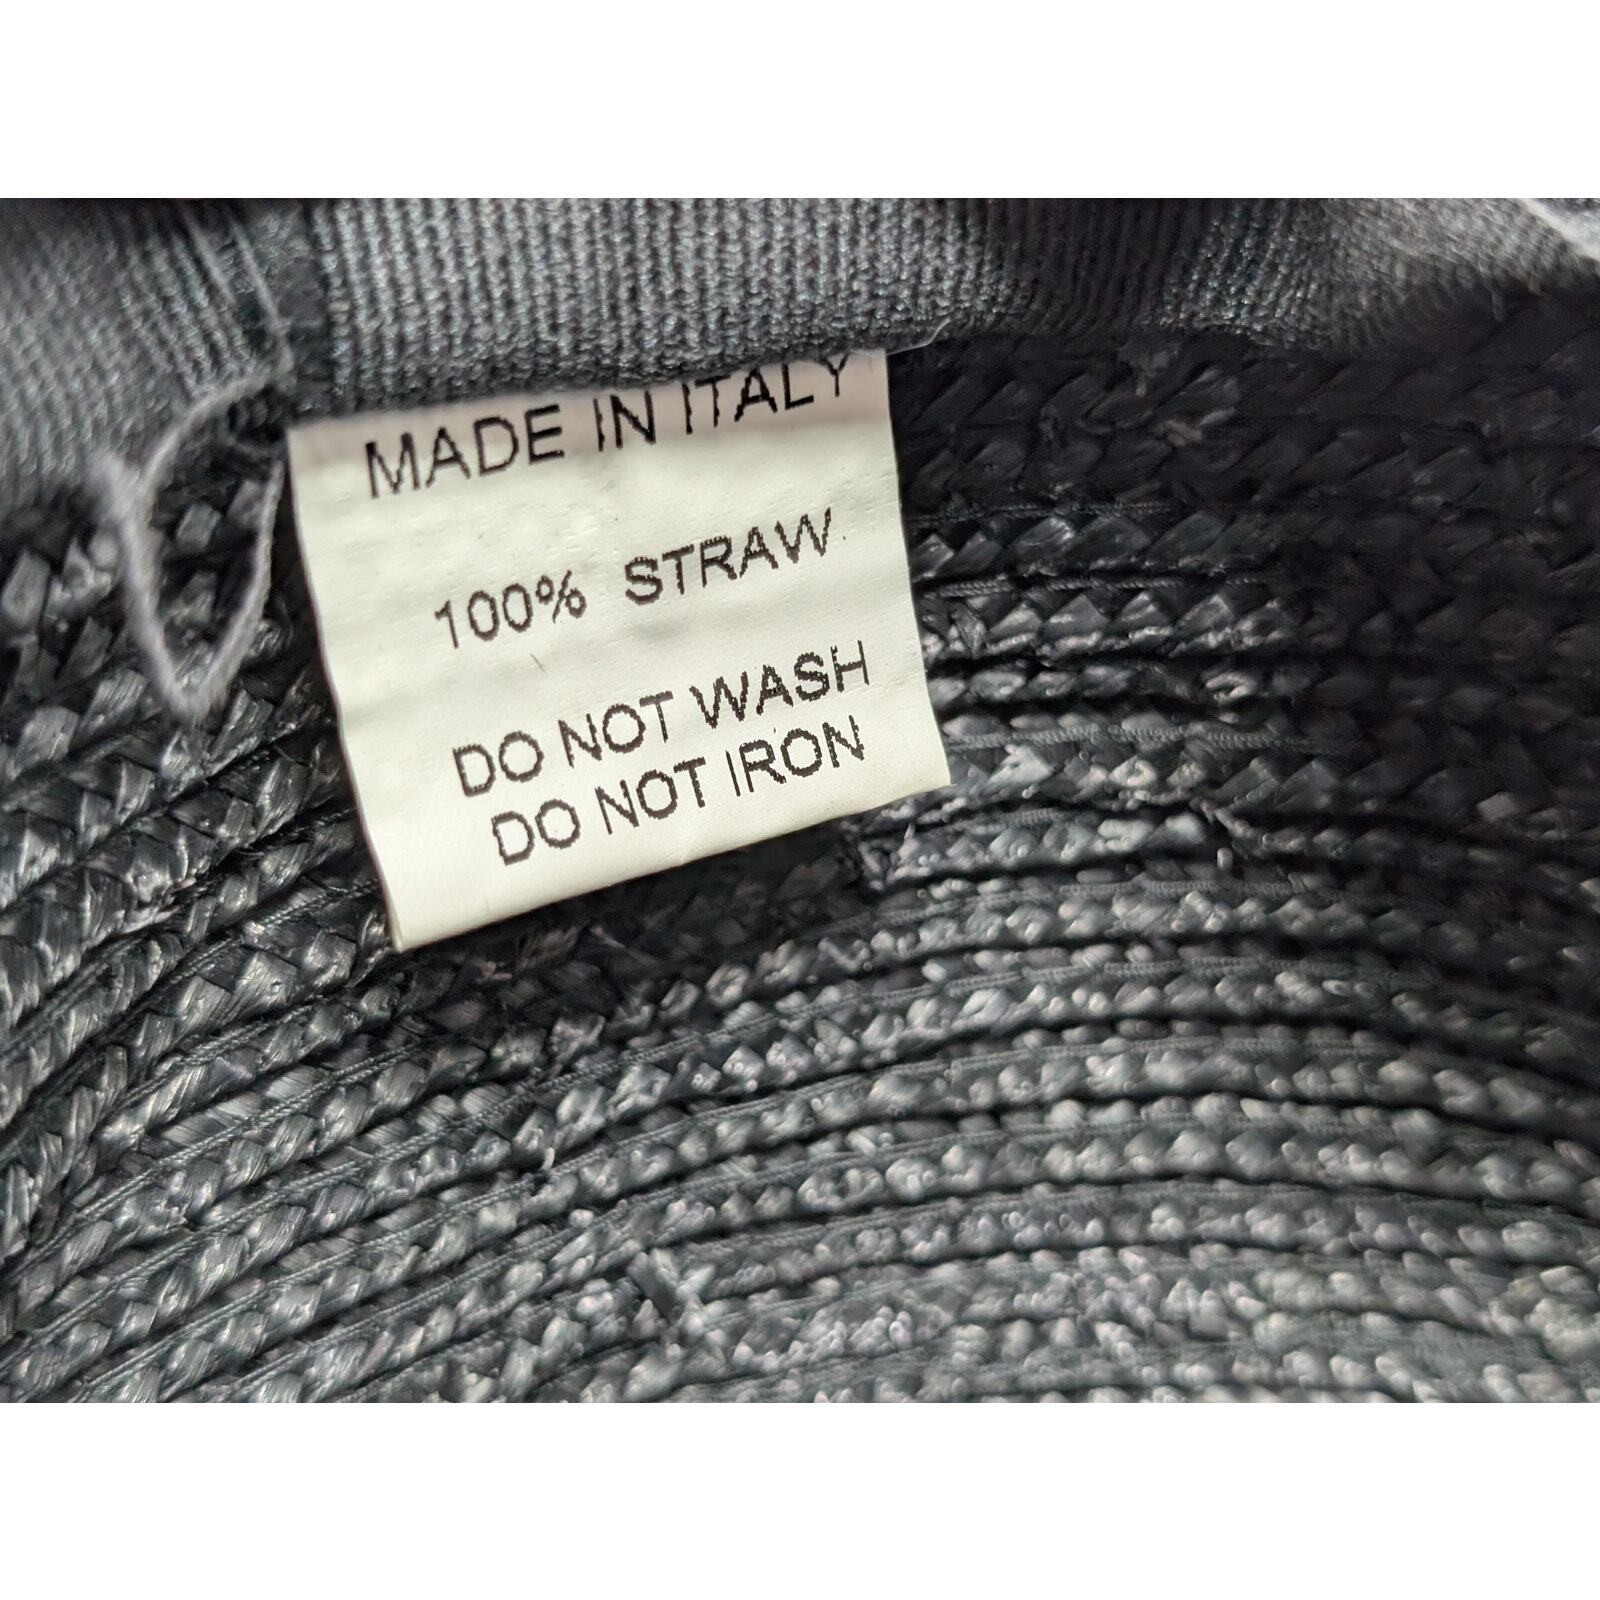 MADE IN ITALY
100% STRAW
DO NOT WASH
DO NOT IRON